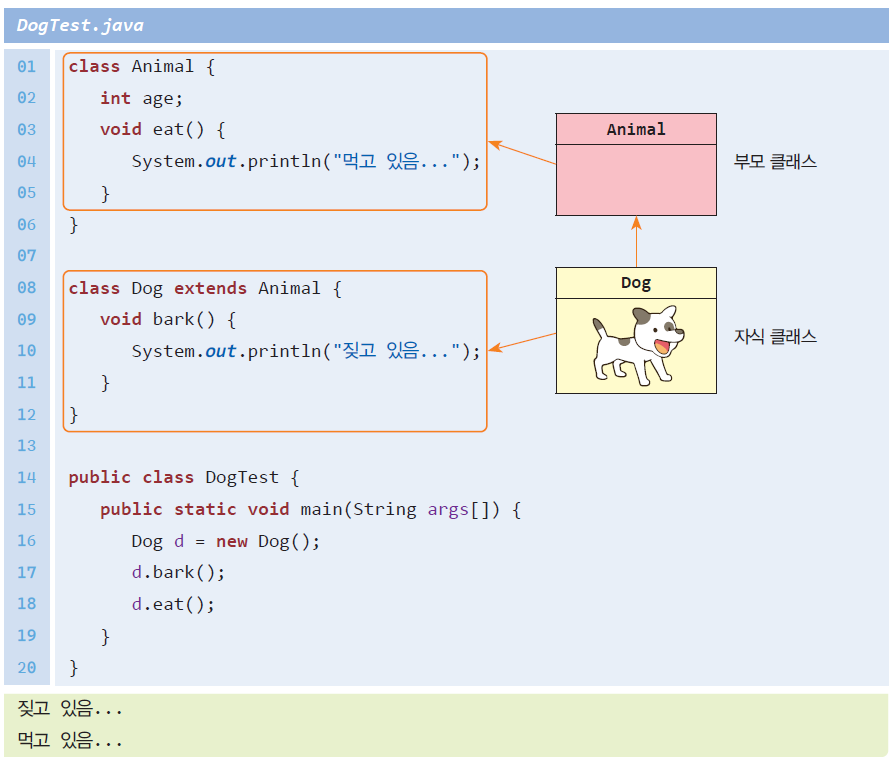 DogTest.java
01 class Animal {
02 int age;
03 void eat() {
04 System.out.println("먹고 있음...");
05 }
06 }
07
08 class Dog extends Animal {
09 void bark() {
10 System.out.println("짖고 있음...");
11 }
12 }
13
14 public class DogTest {
15 public static void main(String args[]) {
16 Dog d = new Dog();
17 d.bark();
18 d.eat();
19 }
20 }
Animal
부모 클래스
Dog
자식 클래스
짖고 있음...
먹고 있음...